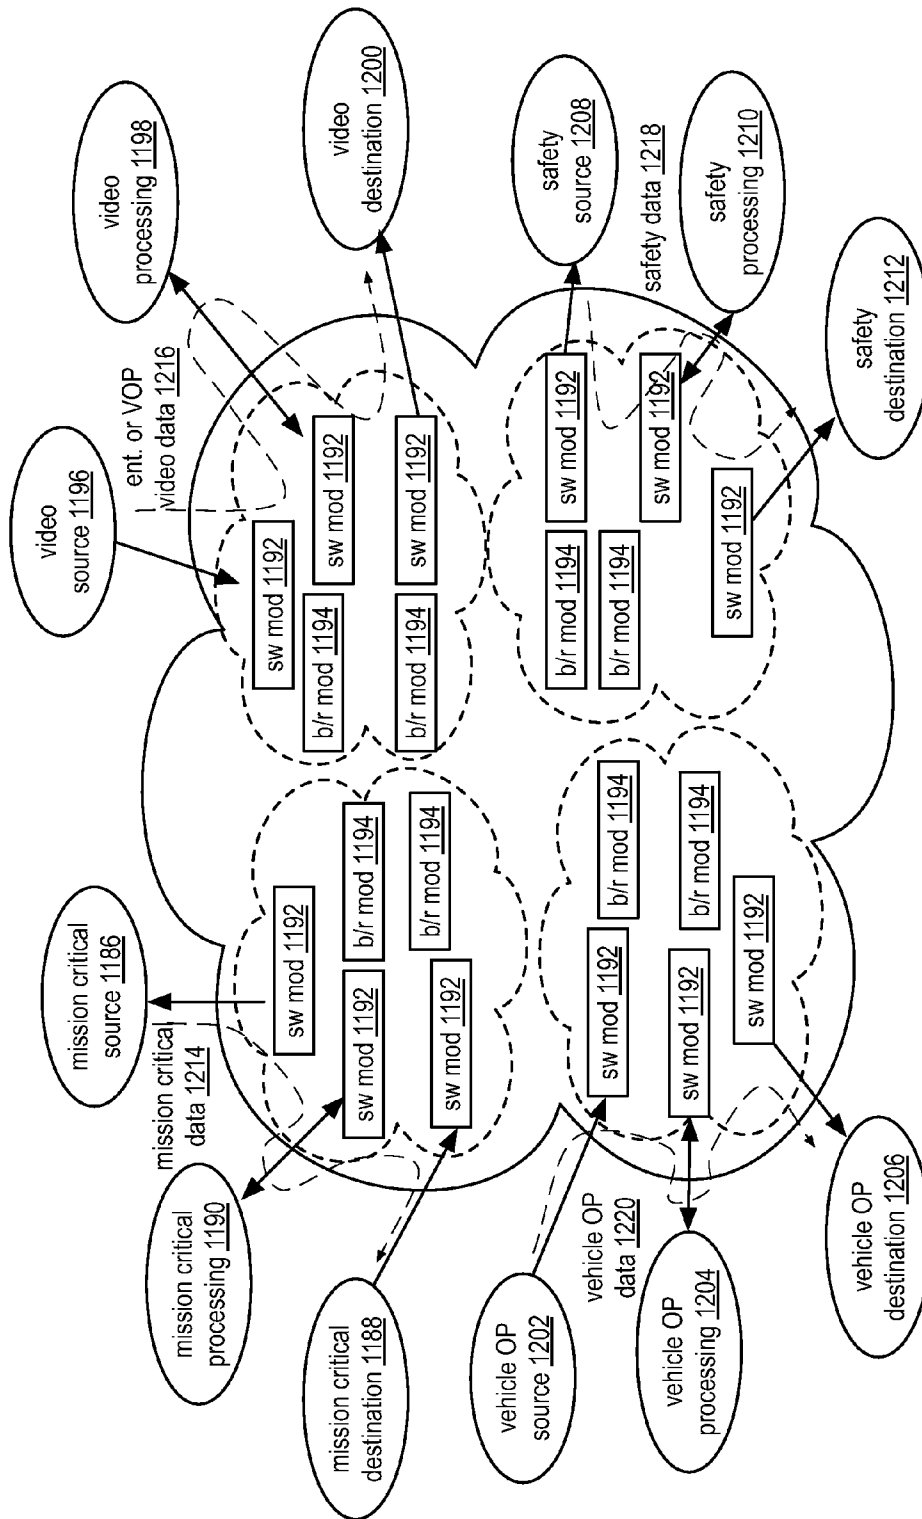 mission critical
source 1186
mission critical
data 1214
mission critical
processing 1190
mission critical
destination 1188
sw mod 1192
sw mod 1192
b/r mod 1194
sw mod 1192
b/r mod 1194
video
source 1196
ent. or VOP
video data 1216
video
processing 1198
video
destination 1200
sw mod 1192
b/r mod 1194
sw mod 1192
b/r mod 1194
sw mod 1192
vehicle OP
source 1202
vehicle OP
data 1220
vehicle OP
processing 1204
vehicle OP
destination 1206
sw mod 1192
b/r mod 1194
sw mod 1192
b/r mod 1194
sw mod 1192
b/r mod 1194
sw mod 1192
b/r mod 1194
sw mod 1192
sw mod 1192
safety
source 1208
safety data 1218
safety
processing 1210
safety
destination 1212